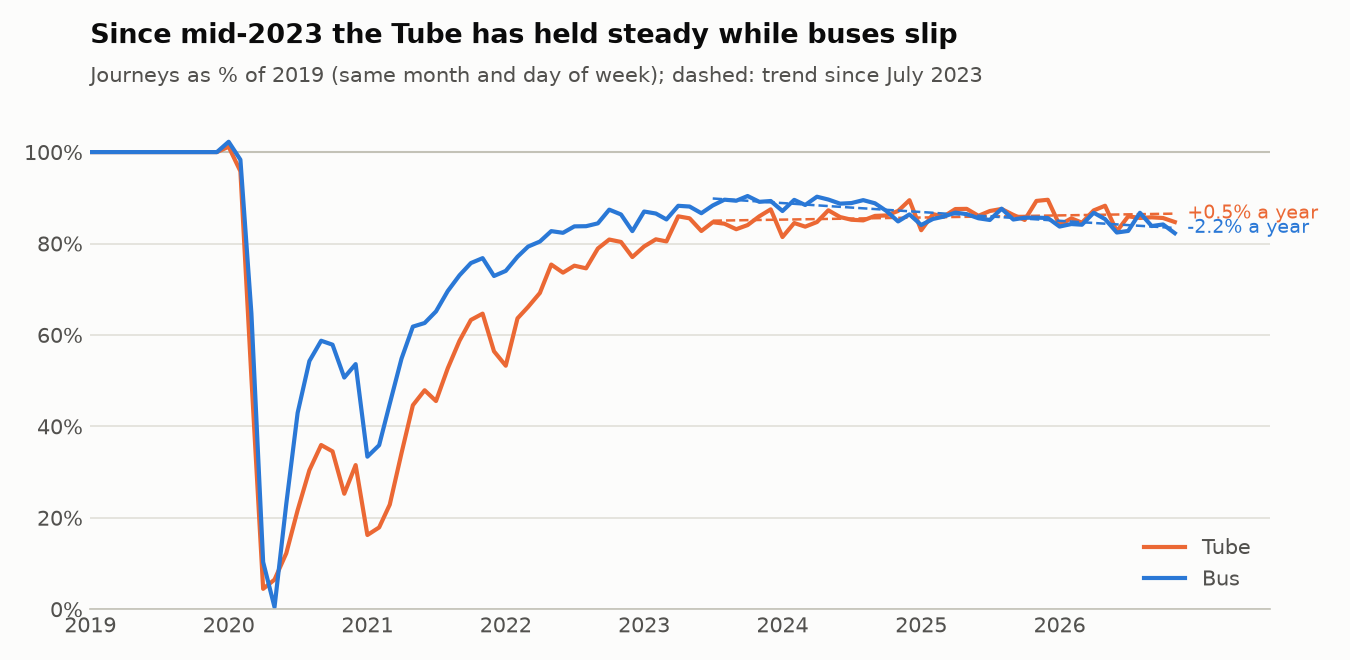 Since mid-2023 the Tube has held steady while buses slip
Journeys as % of 2019 (same month and day of week); dashed: trend since July 2023
100%
80%
60%
40%
20%
0%
+0.5% a year
-2.2% a year
Tube
Bus
2019 2020 2021 2022 2023 2024 2025 2026